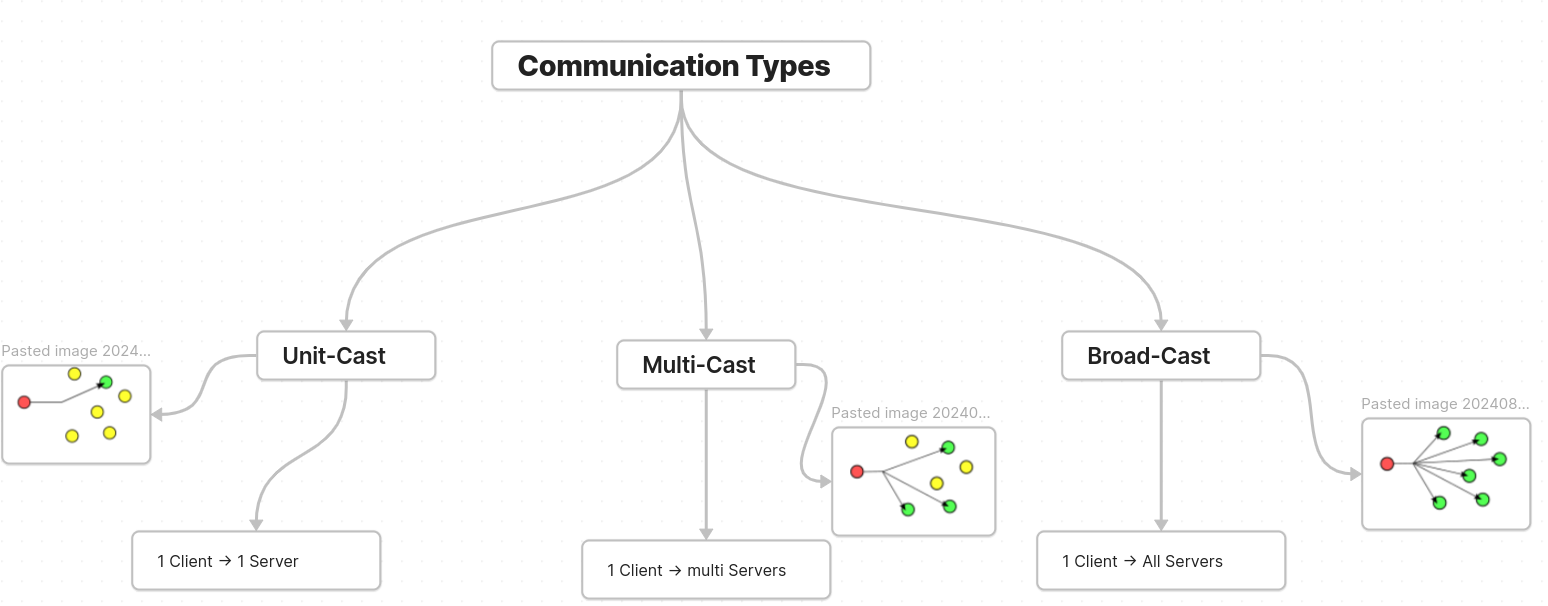 Communication Types
Unit-Cast
Multi-Cast
Broad-Cast
Pasted image 2024...
Pasted image 20240...
Pasted image 202408...
1 Client → 1 Server
1 Client → multi Servers
1 Client → All Servers